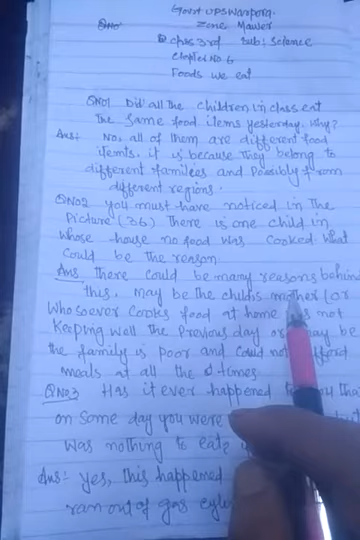 Govt UPS Warpora
Zone Mawer
Class 3rd Sub: Science
Chapter No 6
Foods we eat
QNo1 Did all the children in class eat
the same food items yesterday. Why?
Ans: No, all of them are different food
items. it is because they belong to
different families and possibly from
different regions.
QNo2 you must have noticed in the
Picture (36) There is one child in
whose house no food was cooked. What
could be the reason
Ans there could be many reasons behin
this, May be the child's mother (or
Whosoever cooks food at home is not
Keeping well the previous day or may be
the family is poor and could not afford
meals at all the times
QNo3 Has it ever happened to you tha
on some day you were
was nothing to eat?
Ans:- yes, this happened
ran out of gas cyl